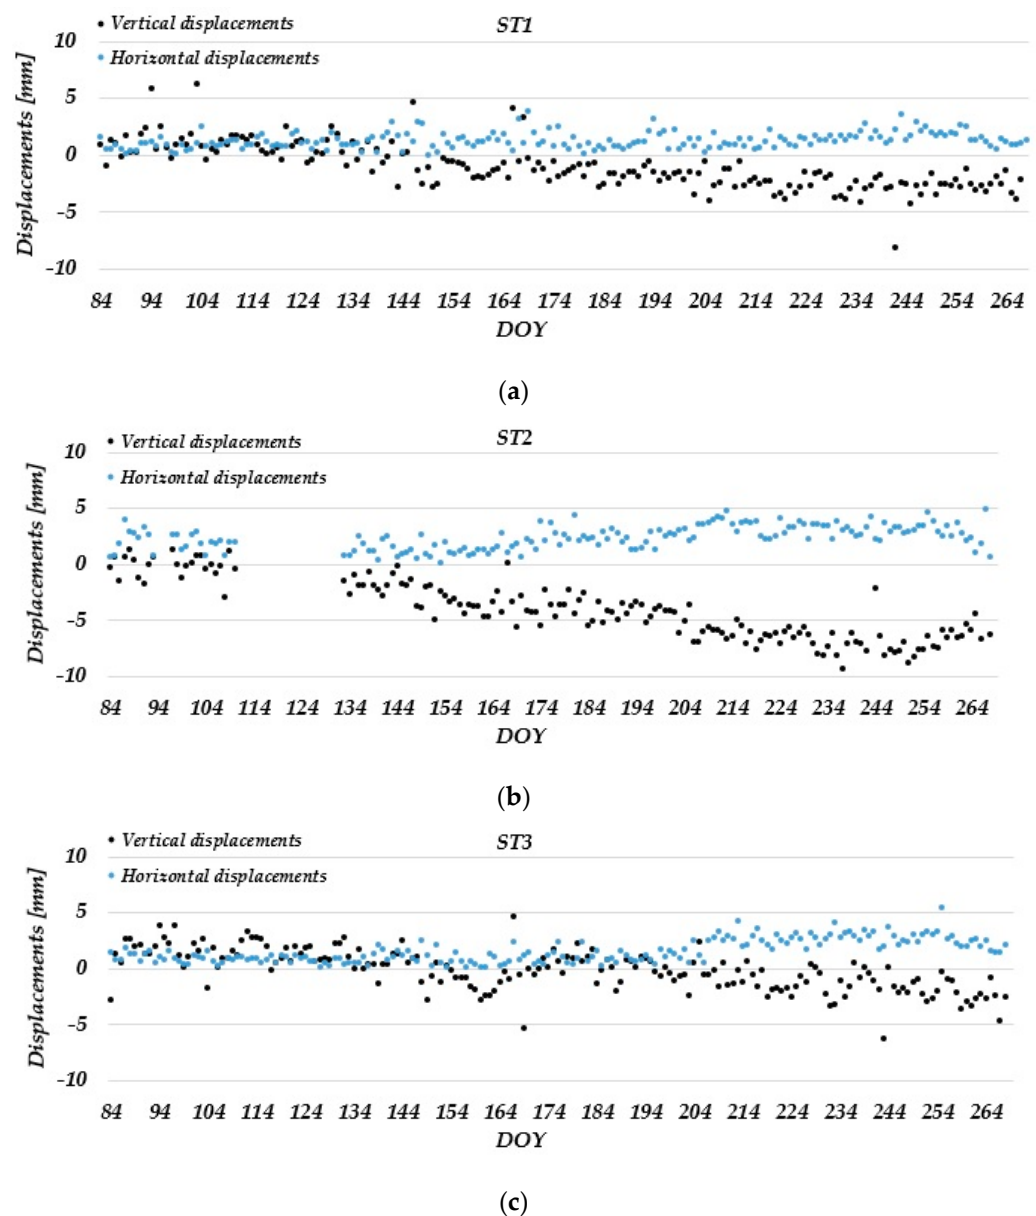 Vertical displacements
ST1
Horizontal displacements
10
5
0
-5
-10
Displacements [mm]
84 94 104 114 124 134 144 154 164 174 184 194 204 214 224 234 244 254 264
DOY
(a)
Vertical displacements
ST2
Horizontal displacements
10
5
0
-5
-10
Displacements [mm]
84 94 104 114 124 134 144 154 164 174 184 194 204 214 224 234 244 254 264
DOY
(b)
Vertical displacements
ST3
Horizontal displacements
10
5
0
-5
-10
Displacements [mm]
84 94 104 114 124 134 144 154 164 174 184 194 204 214 224 234 244 254 264
DOY
(c)